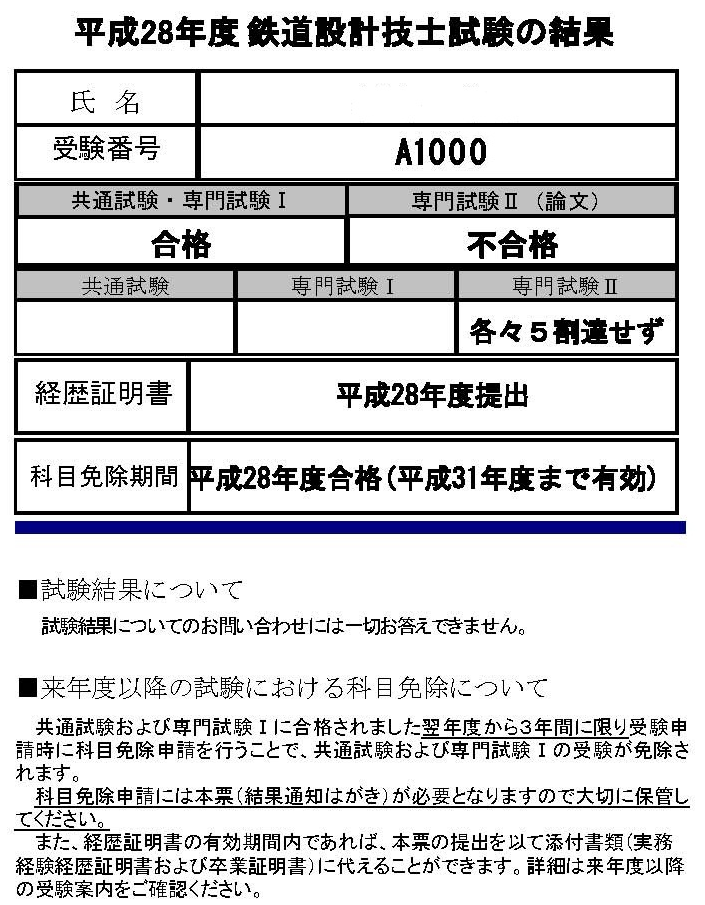 平成28年度 鉄道設計技士試験の結果
氏 名
受験番号 A1000
共通試験・専門試験Ⅰ 専門試験Ⅱ（論文）
合格 不合格
共通試験 専門試験Ⅰ 専門試験Ⅱ
各々５割達せず
経歴証明書 平成28年度提出
科目免除期間 平成28年度合格（平成31年度まで有効）
■試験結果について
試験結果についてのお問い合わせには一切お答えできません。
■来年度以降の試験における科目免除について
共通試験および専門試験Ⅰに合格されました翌年度から３年間に限り受験申
請時に科目免除申請を行うことで、共通試験および専門試験Ⅰの受験が免除さ
れます。
科目免除申請には本票（結果通知はがき）が必要となりますので大切に保管し
てください。
また、経歴証明書の有効期間内であれば、本票の提出を以て添付書類（実務
経験経歴証明書および卒業証明書）に代えることができます。詳細は来年度以降
の受験案内をご確認ください。